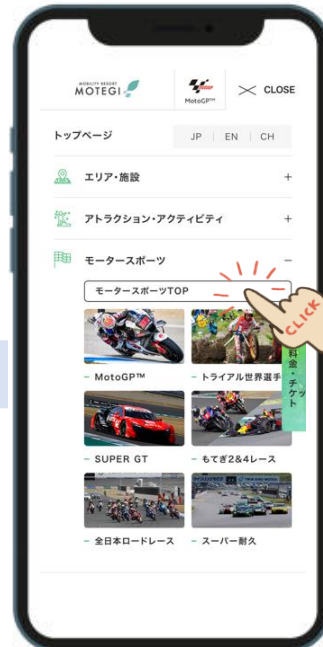 MOBILITY RESORT
MOTEGI
MotoGP
MotoGP™
CLOSE
トップページ
JP | EN | CH
エリア・施設 +
アトラクション・アクティビティ +
モータースポーツ −
モータースポーツTOP
CLICK
料金・チケット
− MotoGP™
− トライアル世界選手
− SUPER GT
− もてぎ2&4レース
− 全日本ロードレース
− スーパー耐久